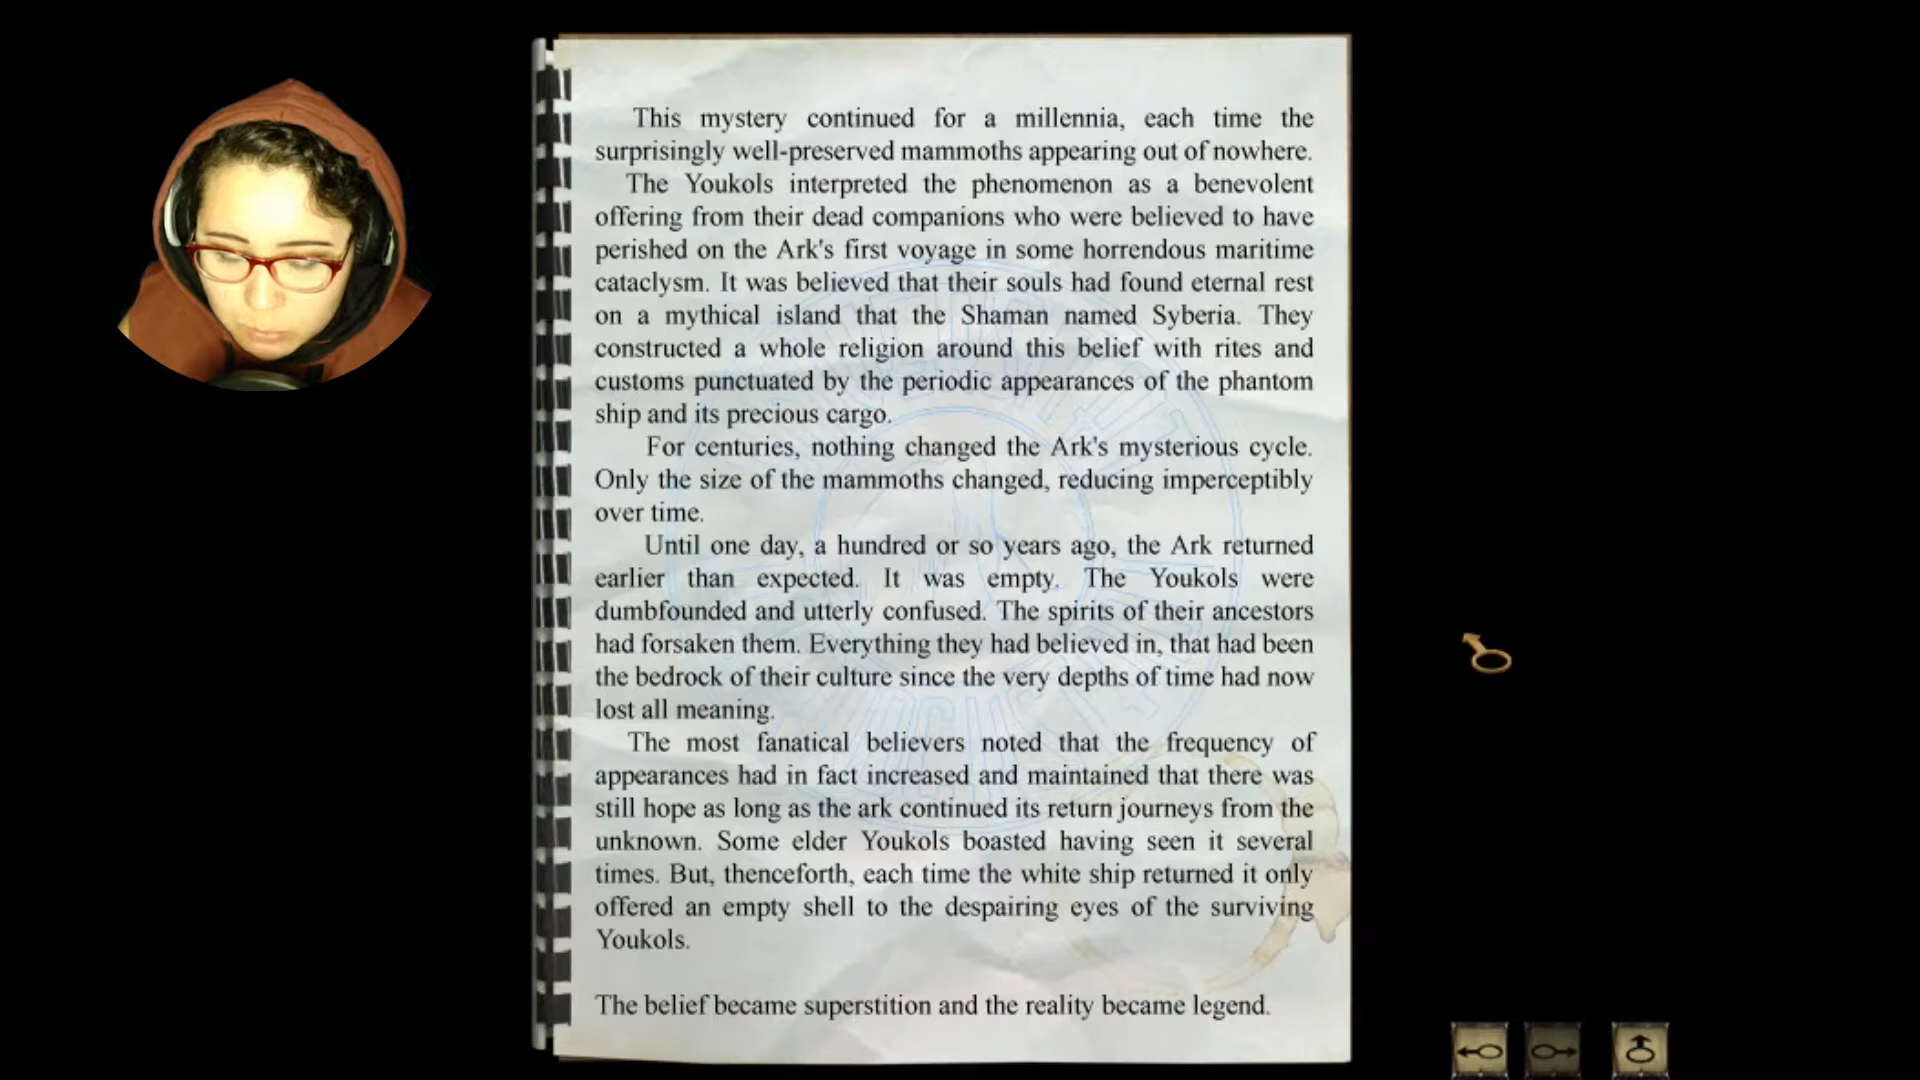 This mystery continued for a millennia, each time the
surprisingly well-preserved mammoths appearing out of nowhere.
The Youkols interpreted the phenomenon as a benevolent
offering from their dead companions who were believed to have
perished on the Ark's first voyage in some horrendous maritime
cataclysm. It was believed that their souls had found eternal rest
on a mythical island that the Shaman named Syberia. They
constructed a whole religion around this belief with rites and
customs punctuated by the periodic appearances of the phantom
ship and its precious cargo.
For centuries, nothing changed the Ark's mysterious cycle.
Only the size of the mammoths changed, reducing imperceptibly
over time.
Until one day, a hundred or so years ago, the Ark returned
earlier than expected. It was empty. The Youkols were
dumbfounded and utterly confused. The spirits of their ancestors
had forsaken them. Everything they had believed in, that had been
the bedrock of their culture since the very depths of time had now
lost all meaning.
The most fanatical believers noted that the frequency of
appearances had in fact increased and maintained that there was
still hope as long as the ark continued its return journeys from the
unknown. Some elder Youkols boasted having seen it several
times. But, thenceforth, each time the white ship returned it only
offered an empty shell to the despairing eyes of the surviving
Youkols.
The belief became superstition and the reality became legend.